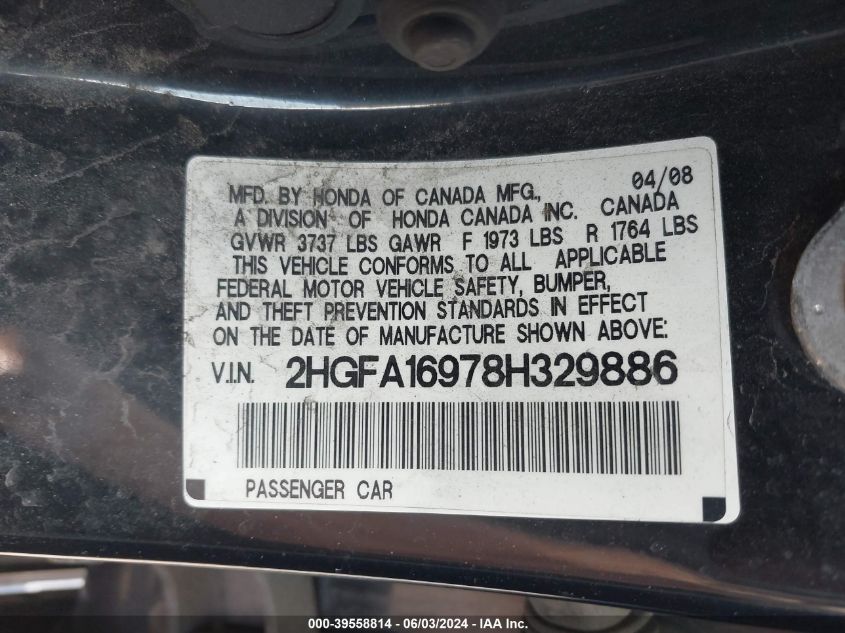 04/08
MFD. BY HONDA OF CANADA MFG.,
A DIVISION OF HONDA CANADA INC. CANADA
GVWR 3737 LBS GAWR F 1973 LBS R 1764 LBS
THIS VEHICLE CONFORMS TO ALL APPLICABLE
FEDERAL MOTOR VEHICLE SAFETY, BUMPER,
AND THEFT PREVENTION STANDARDS IN EFFECT
ON THE DATE OF MANUFACTURE SHOWN ABOVE:
V.I.N. 2HGFA16978H329886
PASSENGER CAR
000-39558814 - 06/03/2024 - IAAI.COM